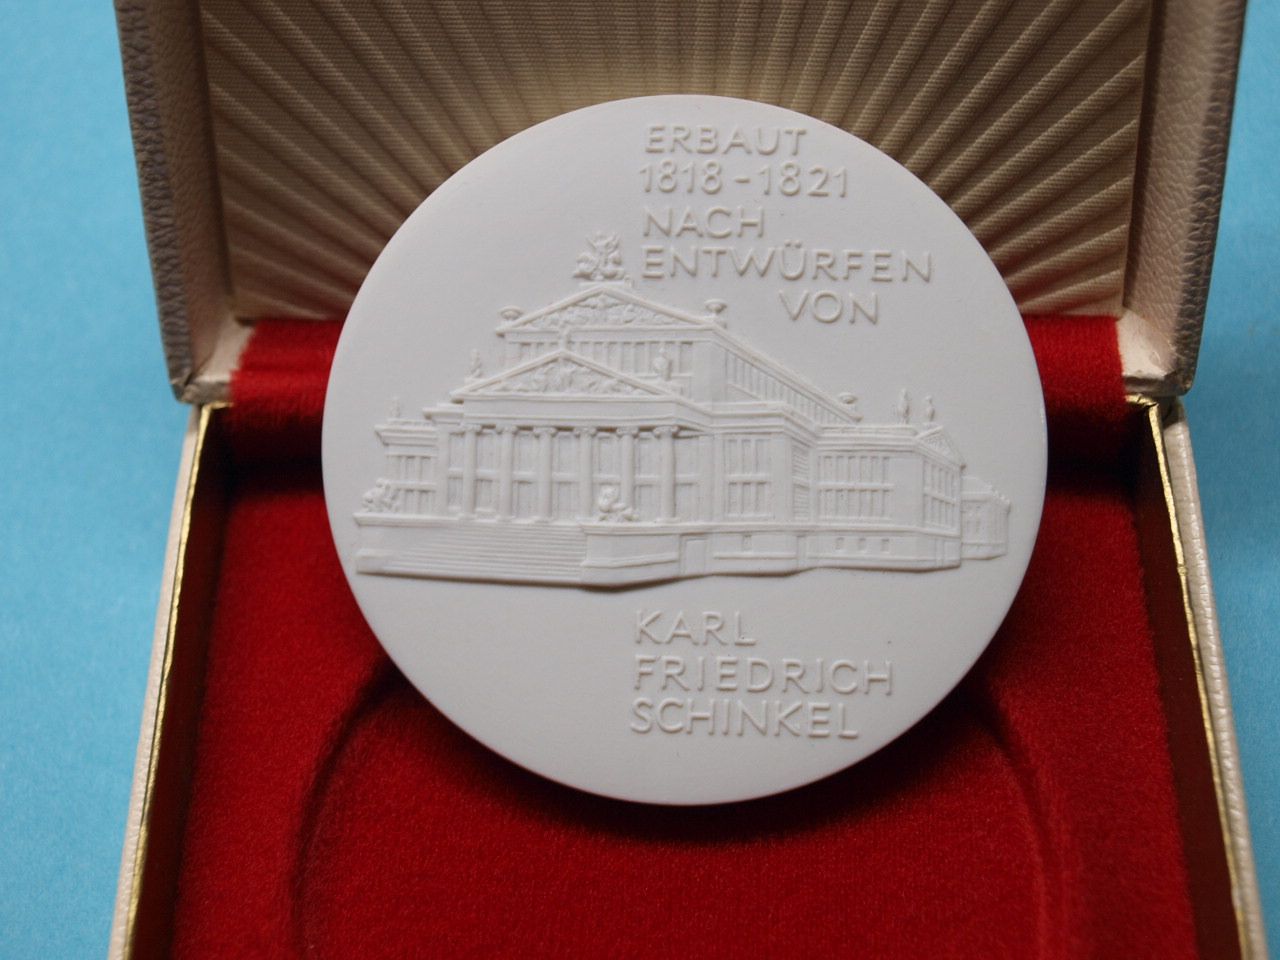 ERBAUT
1818-1821
NACH
ENTWÜRFEN
VON
KARL
FRIEDRICH
SCHINKEL